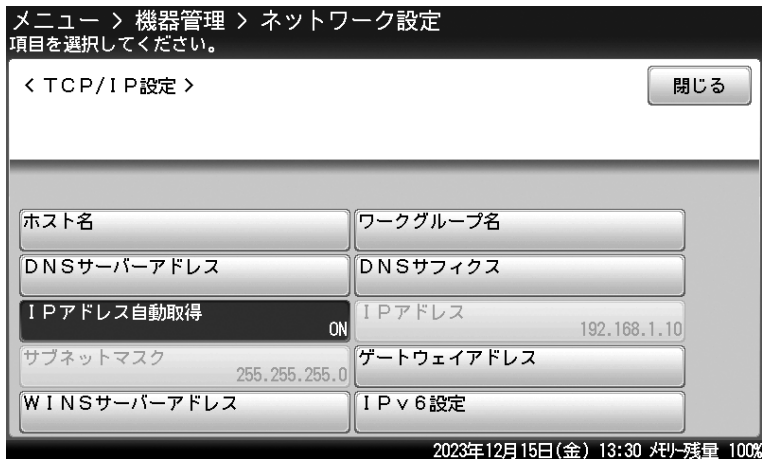 メニュー > 機器管理 > ネットワーク設定
項目を選択してください。
<TCP/IP設定>
閉じる
ホスト名
ワークグループ名
DNSサーバーアドレス
DNSサフィクス
IPアドレス自動取得
ON
IPアドレス
192.168.1.10
サブネットマスク
255.255.255.0
ゲートウェイアドレス
WINSサーバーアドレス
IPv6設定
2023年12月15日(金) 13:30 メモリー残量 100%